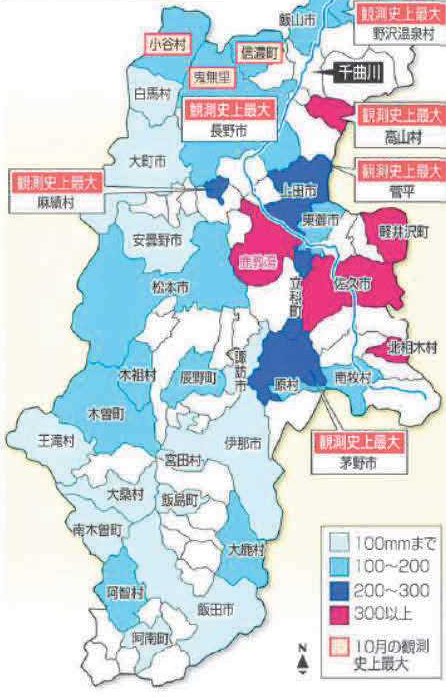 飯山市
観測史上最大
野沢温泉村
小谷村
信濃町
鬼無里
千曲川
白馬村
観測史上最大
長野市
観測史上最大
高山村
大町市
観測史上最大
麻績村
上田市
観測史上最大
菅平
東御市
軽井沢町
安曇野市
鹿教湯
松本市
立科町
佐久市
北相木村
諏訪市
木祖村
辰野町
原村
南牧村
木曽町
王滝村
伊那市
観測史上最大
茅野市
宮田村
大桑村
飯島町
南木曽町
大鹿村
阿智村
飯田市
阿南町
100mmまで
100〜200
200〜300
300以上
10月の観測
史上最大
N